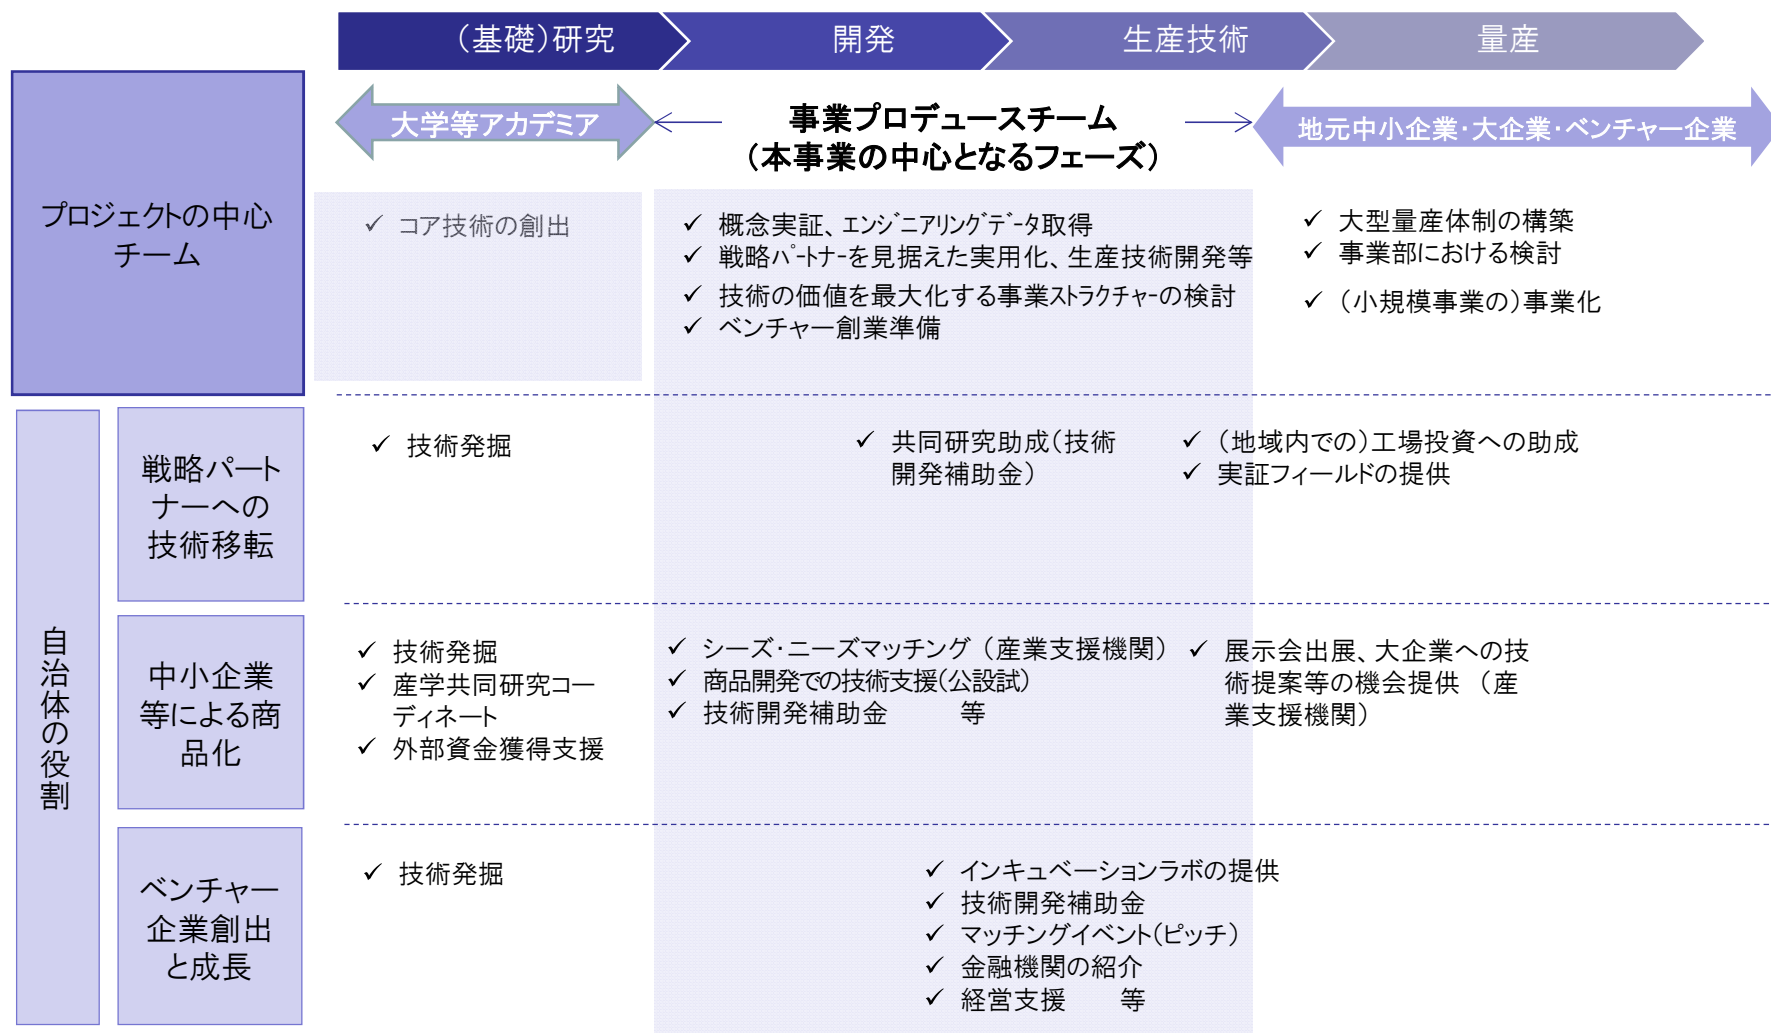 （基礎）研究
開発
生産技術
量産
大学等アカデミア
事業プロデュースチーム
（本事業の中心となるフェーズ）
地元中小企業・大企業・ベンチャー企業
プロジェクトの中心
チーム
✓ コア技術の創出
✓ 概念実証、エンジニアリングデータ取得
✓ 戦略パートナーを見据えた実用化、生産技術開発等
✓ 技術の価値を最大化する事業ストラクチャーの検討
✓ ベンチャー創業準備
✓ 大型量産体制の構築
✓ 事業部における検討
✓ （小規模事業の）事業化
自治体の役割
戦略パート
ナーへの
技術移転
✓ 技術発掘
✓ 共同研究助成（技術
開発補助金）
✓ （地域内での）工場投資への助成
✓ 実証フィールドの提供
中小企業
等による商
品化
✓ 技術発掘
✓ 産学共同研究コー
ディネート
✓ 外部資金獲得支援
✓ シーズ・ニーズマッチング（産業支援機関）
✓ 商品開発での技術支援（公設試）
✓ 技術開発補助金　　等
✓ 展示会出展、大企業への技
術提案等の機会提供　（産
業支援機関）
ベンチャー
企業創出
と成長
✓ 技術発掘
✓ インキュベーションラボの提供
✓ 技術開発補助金
✓ マッチングイベント（ピッチ）
✓ 金融機関の紹介
✓ 経営支援　　等